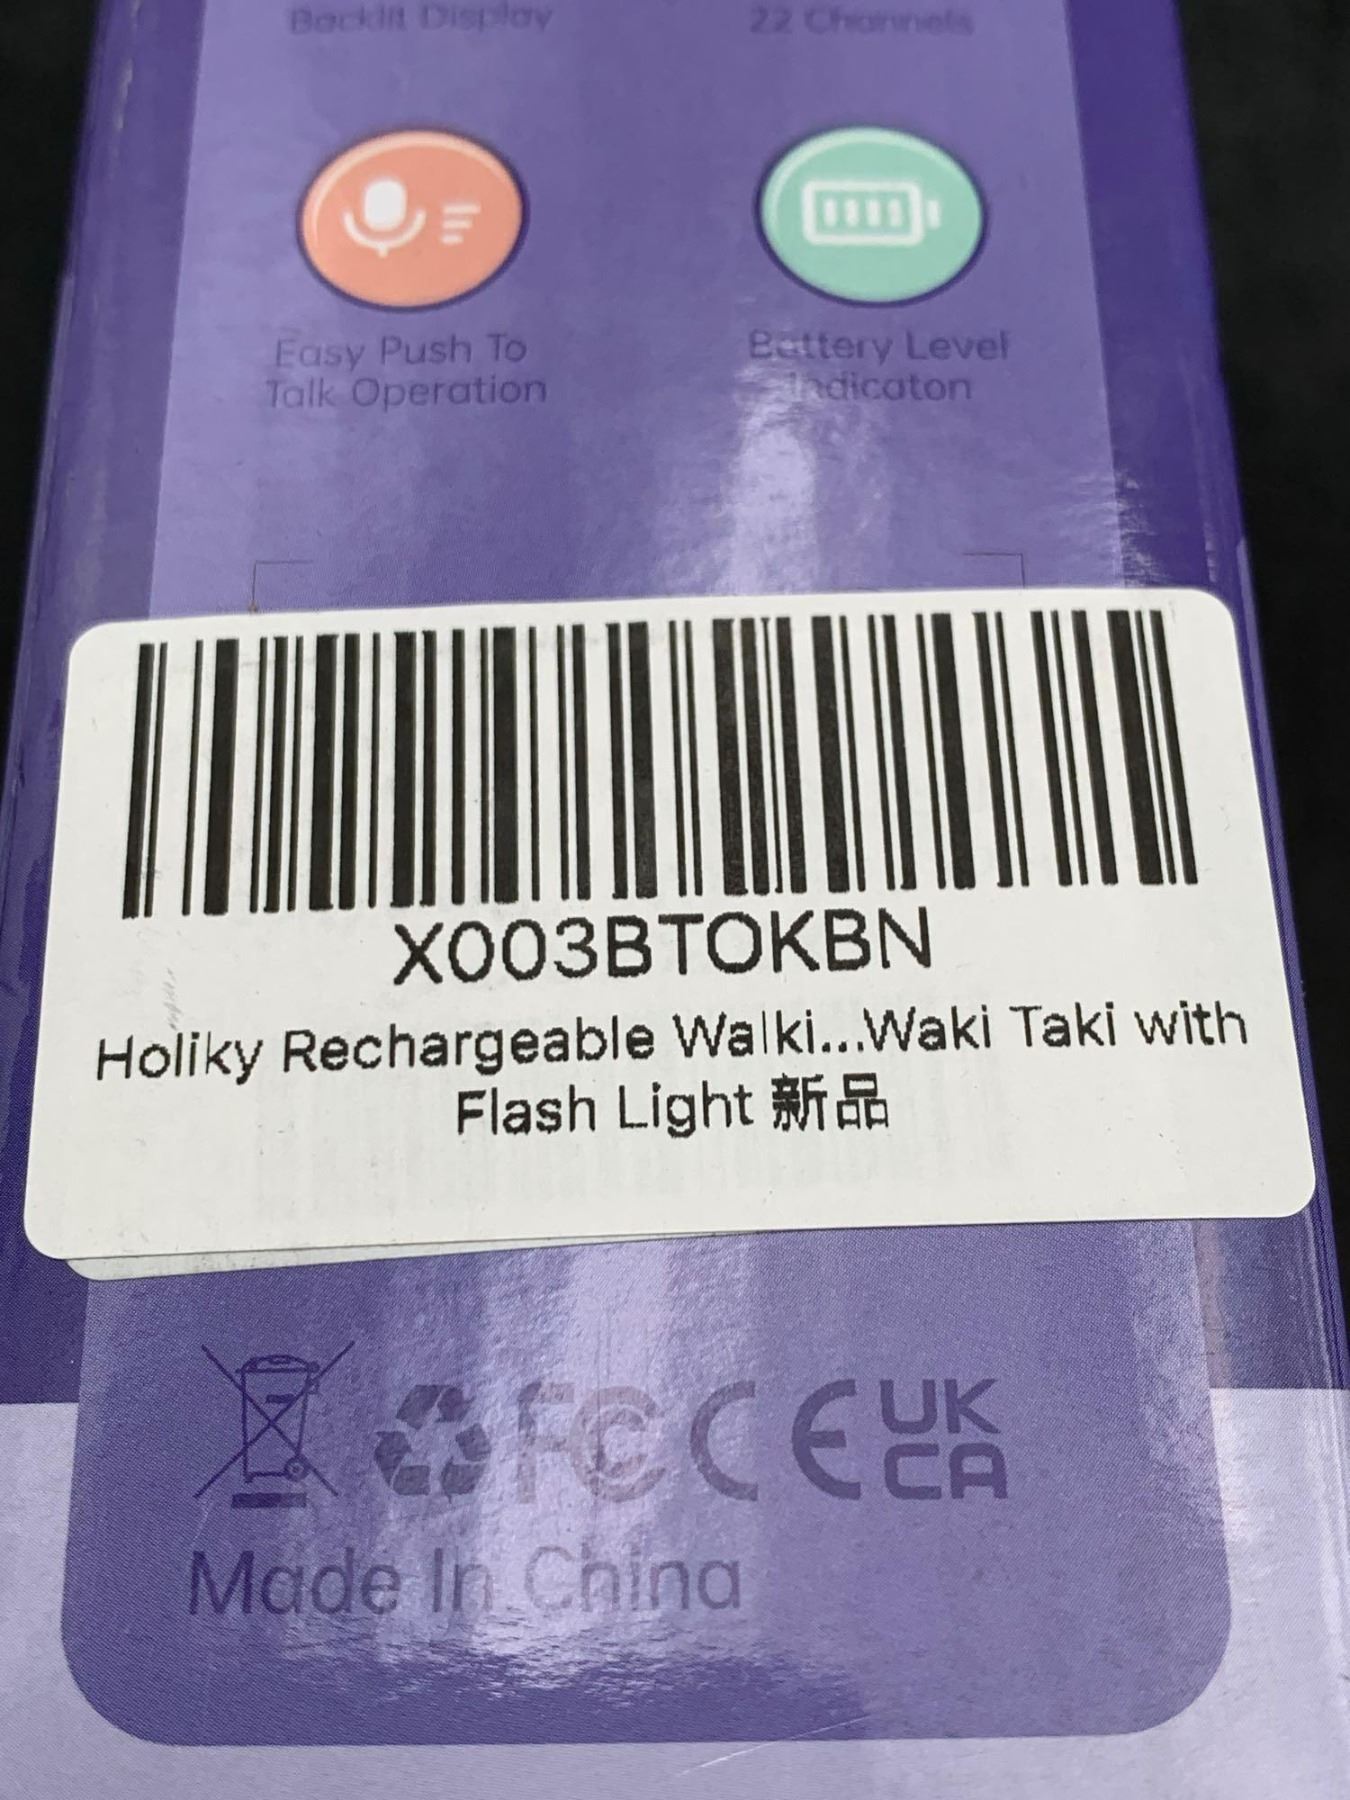 Backlit Display
22 Channels
Easy Push To
Talk Operation
Battery Level
Indicaton
X003BTOKBN
Holiky Rechargeable Walki...Waki Taki with
Flash Light 新品
FC CE UK
CA
Made In China